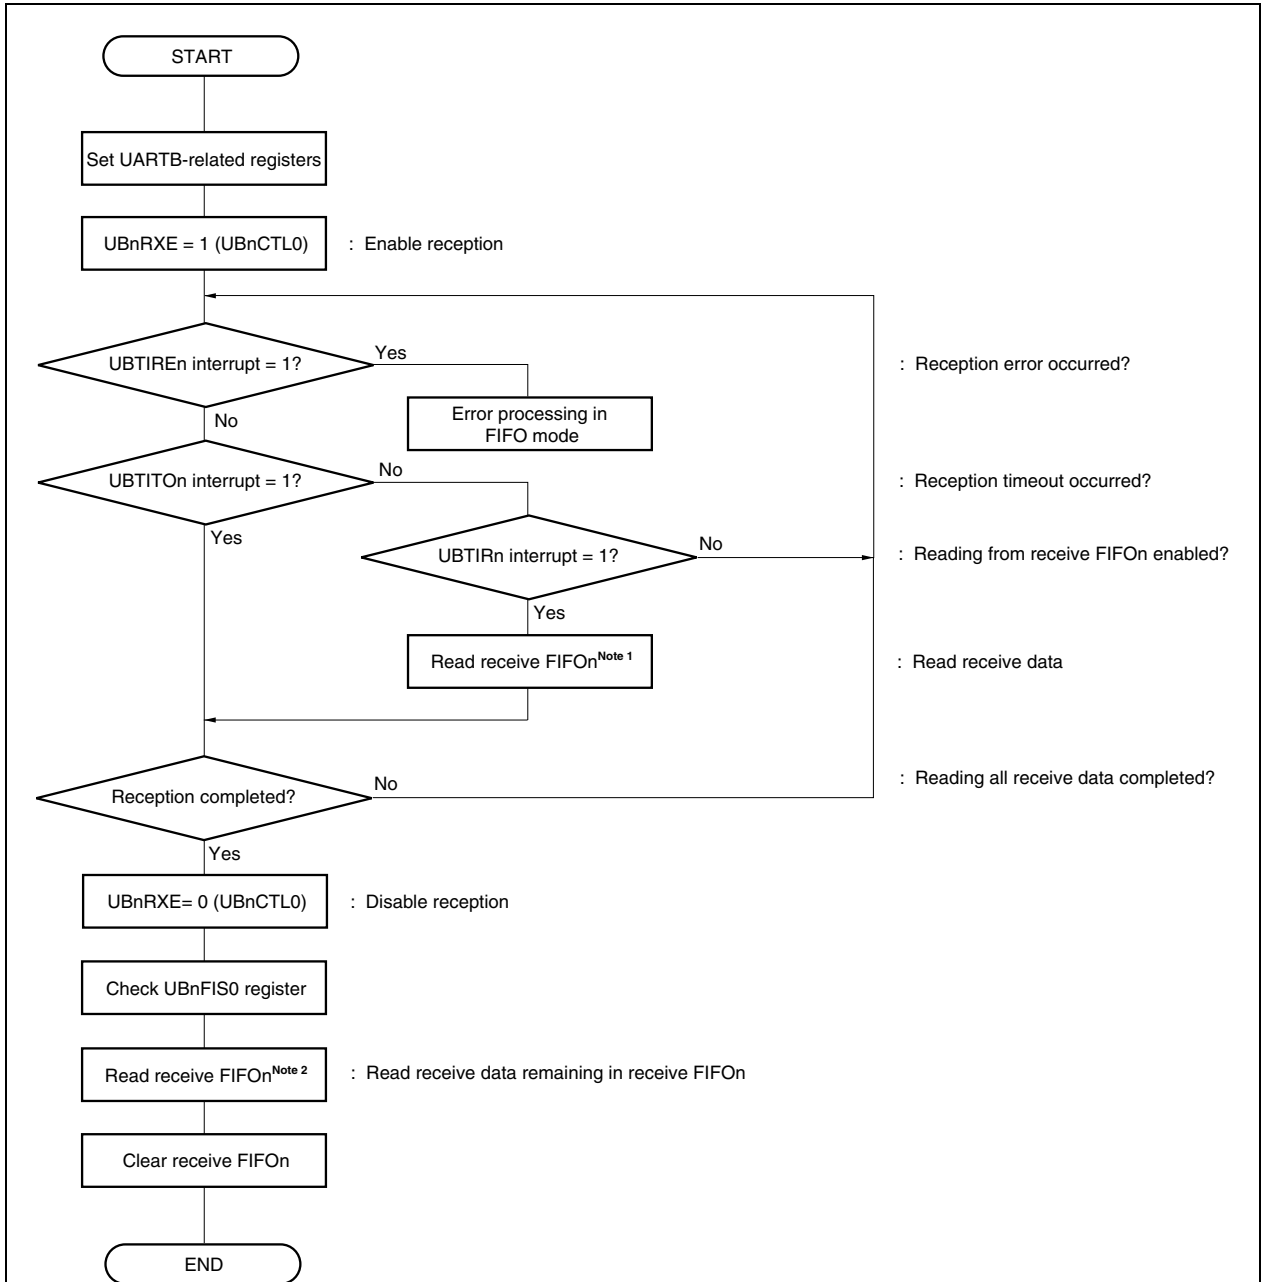 START
Set UARTB-related registers
UBnRXE = 1 (UBnCTL0)
: Enable reception
UBTIREn interrupt = 1?
Yes
: Reception error occurred?
Error processing in
FIFO mode
No
UBTITOn interrupt = 1?
No
: Reception timeout occurred?
Yes
UBTIRn interrupt = 1?
No
: Reading from receive FIFOn enabled?
Yes
Read receive FIFOnNote 1
: Read receive data
Reception completed?
No
: Reading all receive data completed?
Yes
UBnRXE= 0 (UBnCTL0)
: Disable reception
Check UBnFIS0 register
Read receive FIFOnNote 2
: Read receive data remaining in receive FIFOn
Clear receive FIFOn
END